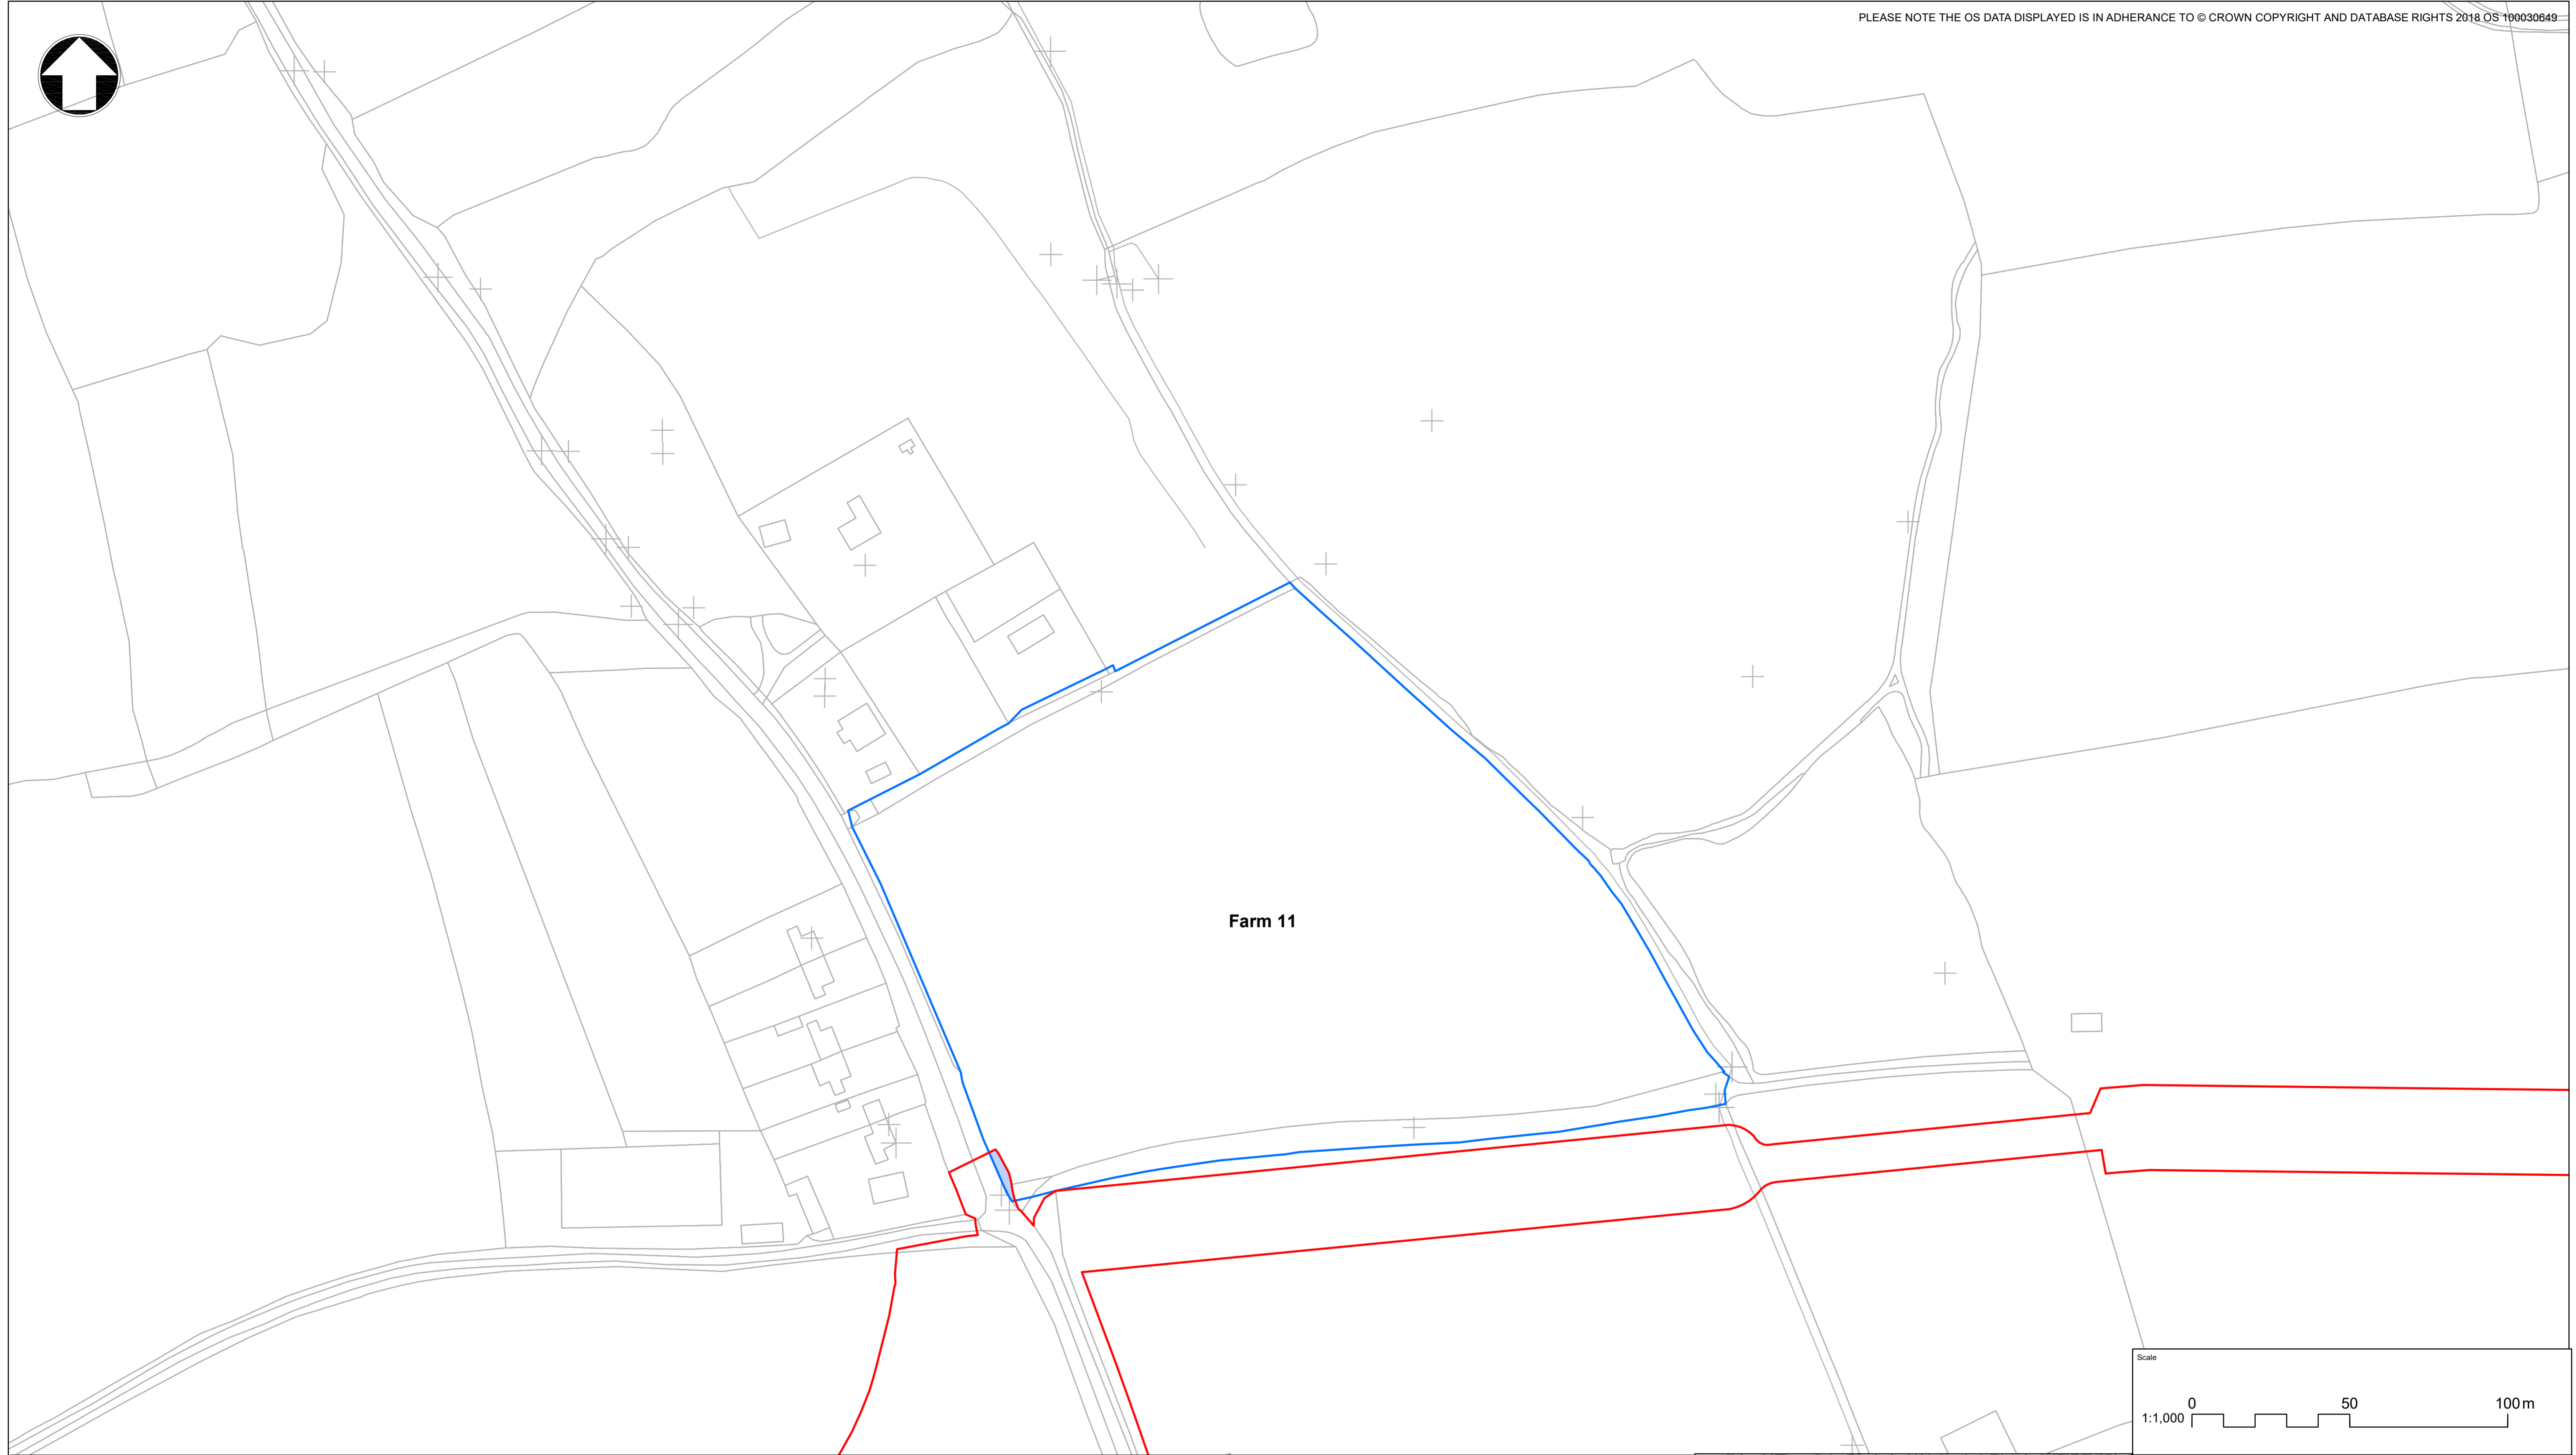 PLEASE NOTE THE OS DATA DISPLAYED IS IN ADHERANCE TO © CROWN COPYRIGHT AND DATABASE RIGHTS 2018 OS 100030649
Farm 11
Scale
0 50 100 m
1:1,000